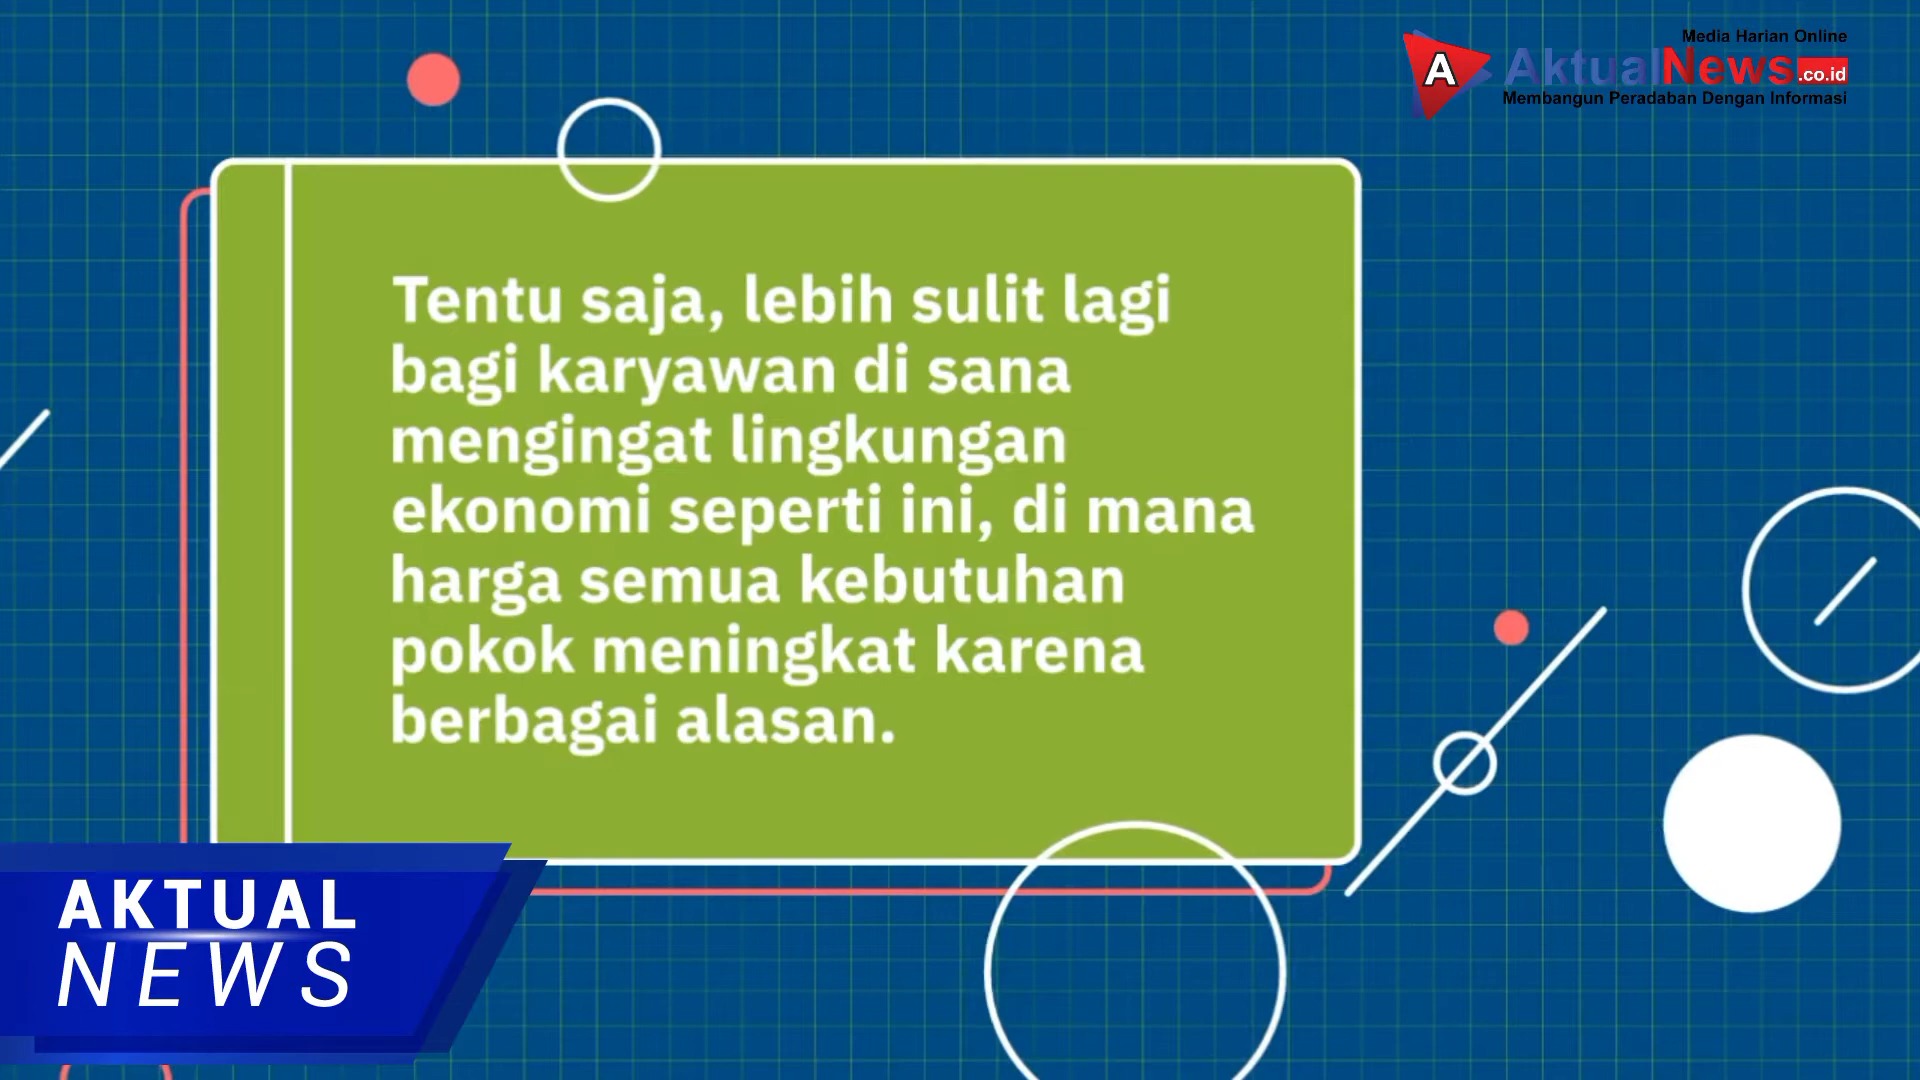 Media Harian Online
A AktualNews.co.id
Membangun Peradaban Dengan Informasi
Tentu saja, lebih sulit lagi
bagi karyawan di sana
mengingat lingkungan
ekonomi seperti ini, di mana
harga semua kebutuhan
pokok meningkat karena
berbagai alasan.
AKTUAL
NEWS